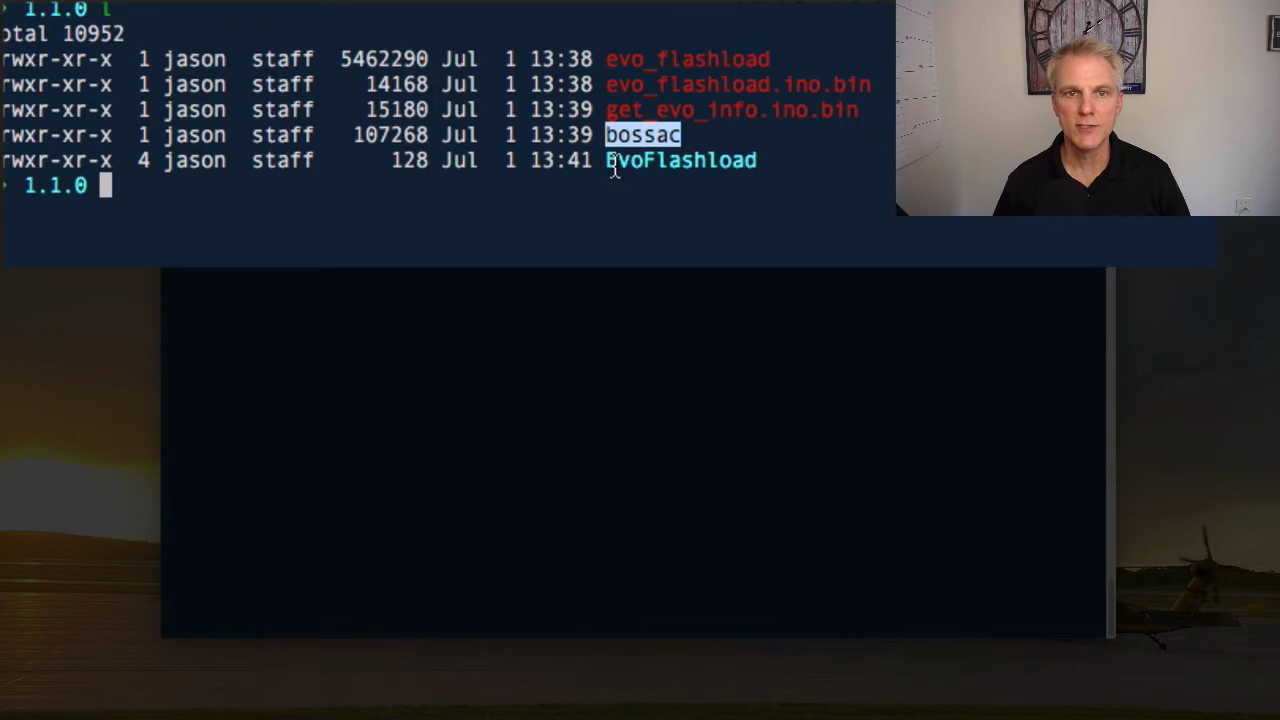 1.1.0 l
otal 10952
rwxr-xr-x 1 jason staff 5462290 Jul 1 13:38 evo_flashload
rwxr-xr-x 1 jason staff 14168 Jul 1 13:38 evo_flashload.ino.bin
rwxr-xr-x 1 jason staff 15180 Jul 1 13:39 get_evo_info.ino.bin
rwxr-xr-x 1 jason staff 107268 Jul 1 13:39 bossac
rwxr-xr-x 4 jason staff 128 Jul 1 13:41 EvoFlashload
1.1.0